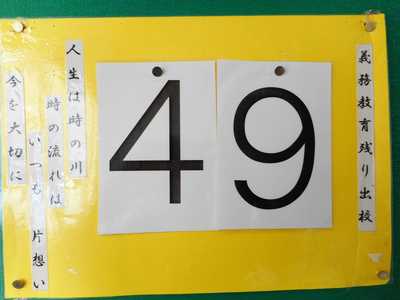 義務教育残り出校
49
人生は時の川
時の流れは
いつも 片想い
今を大切に